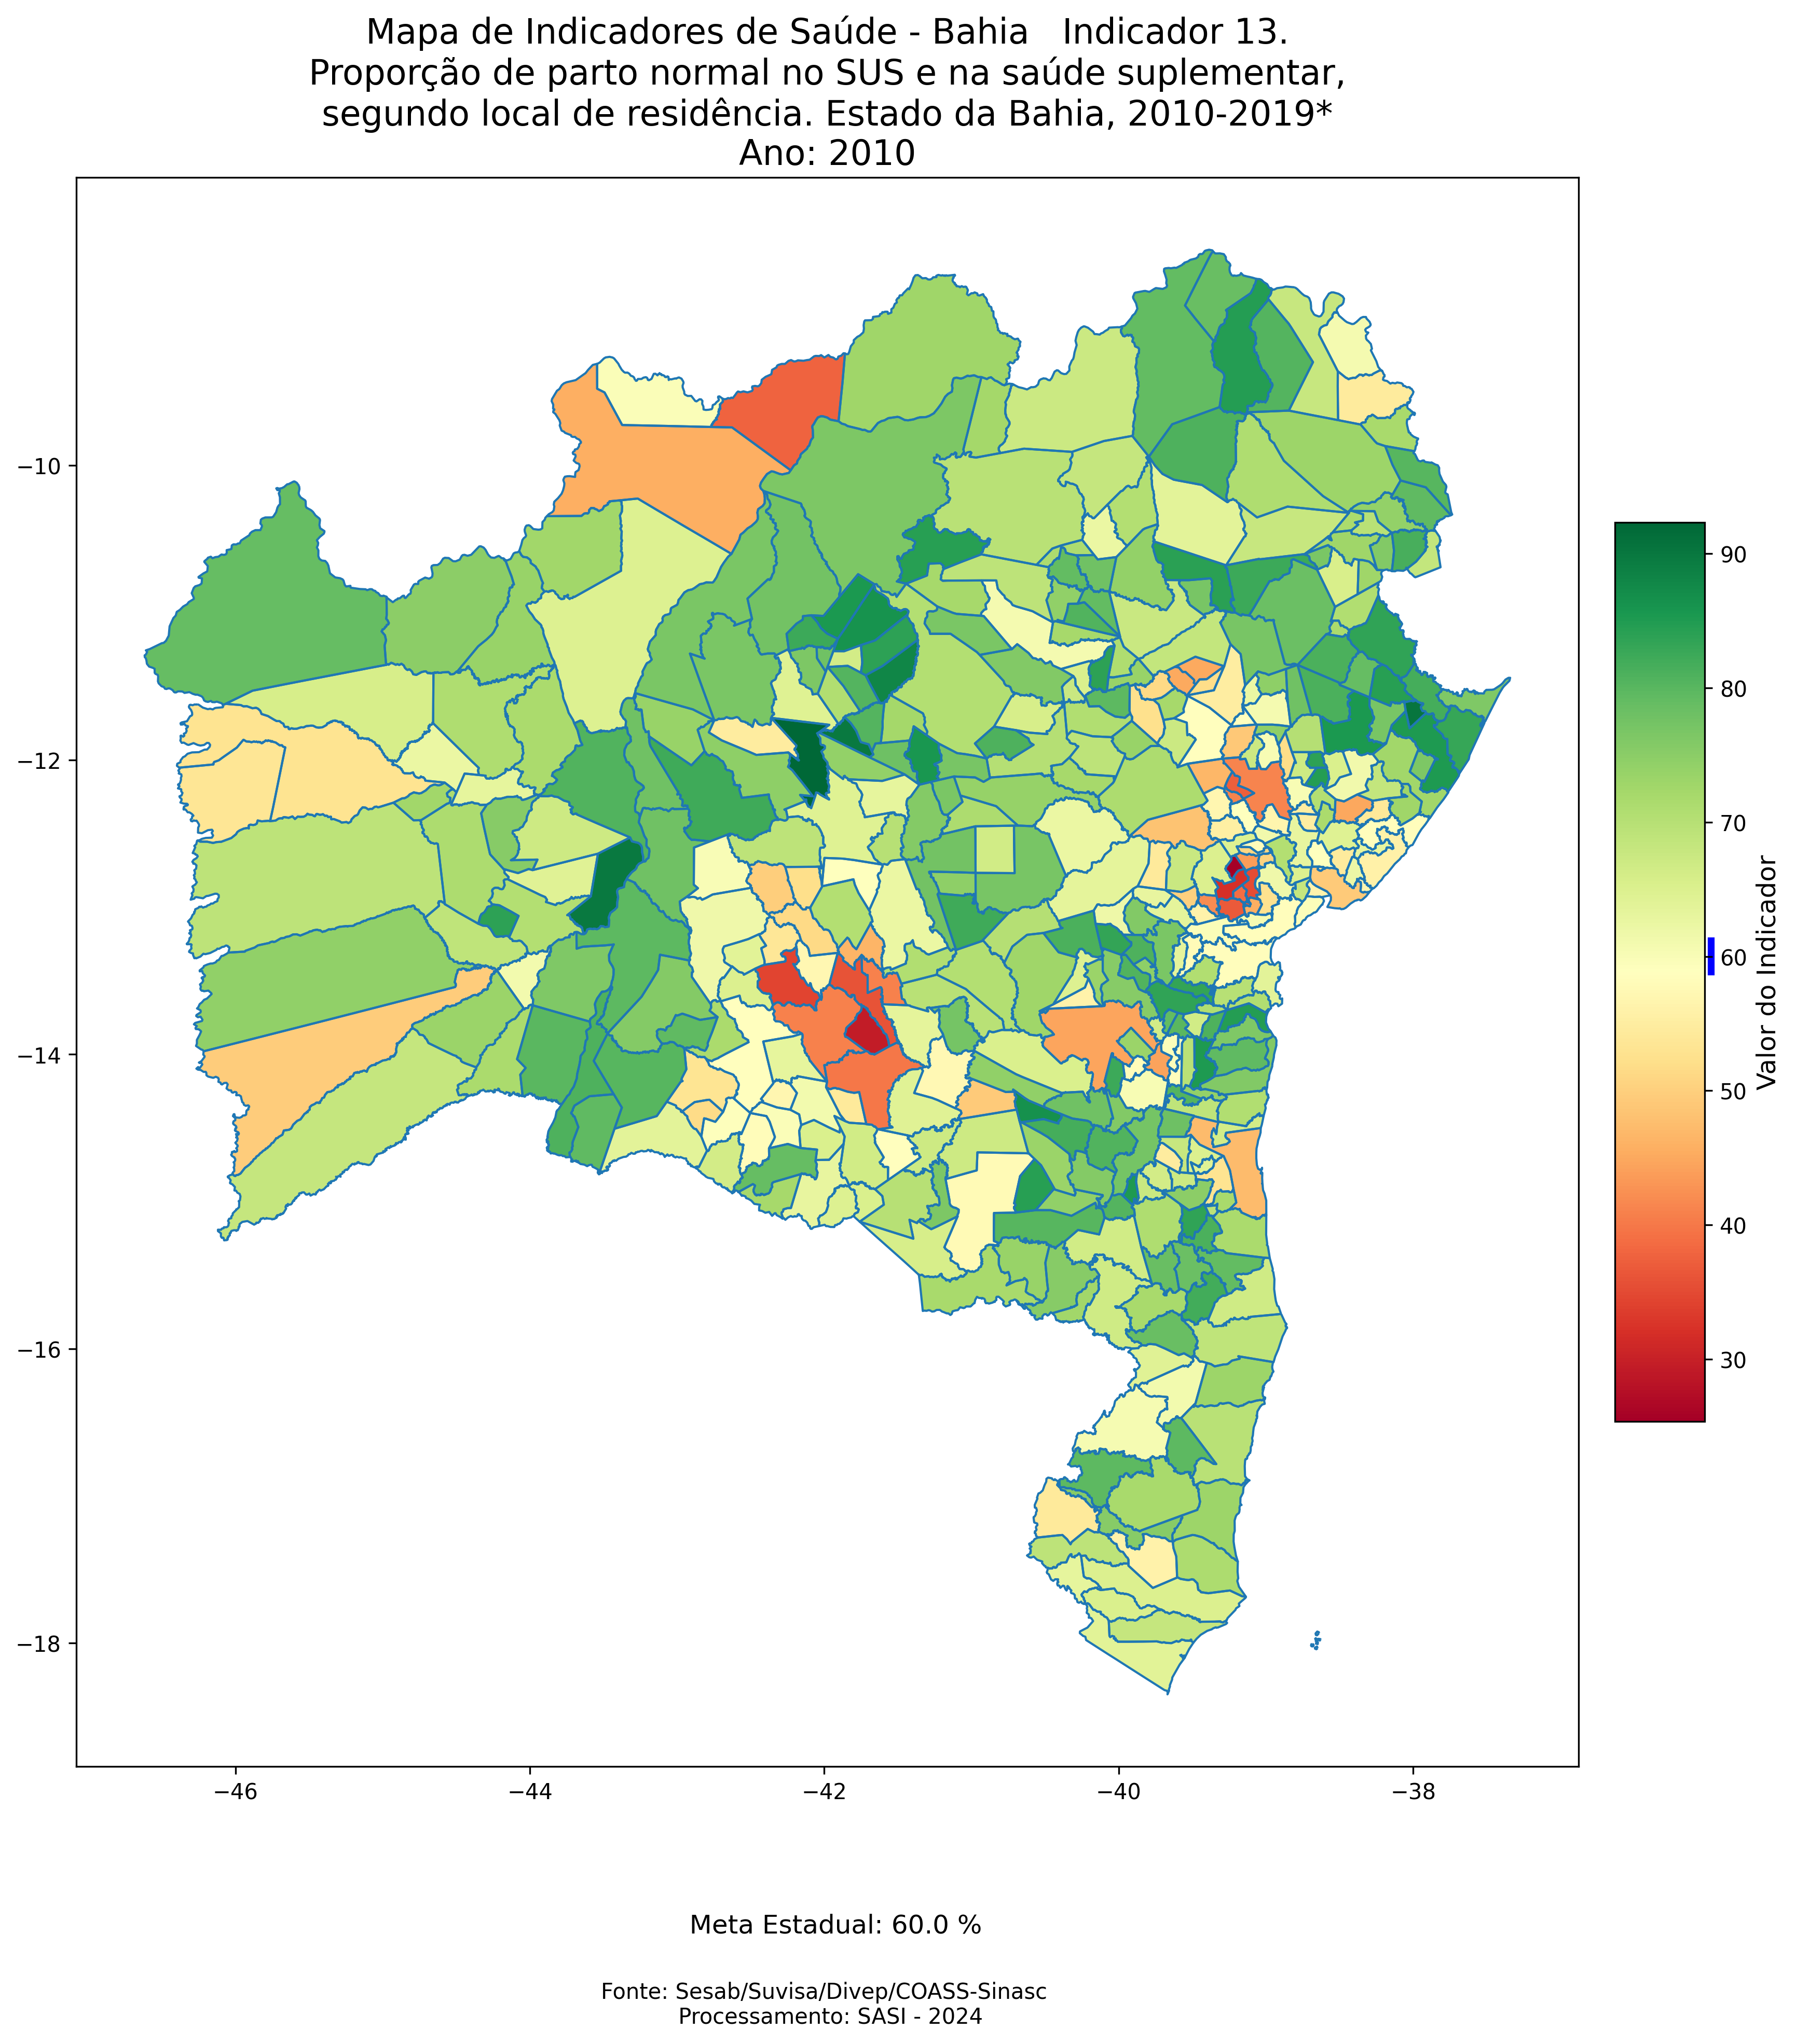 Mapa de Indicadores de Saúde - Bahia   Indicador 13.
Proporção de parto normal no SUS e na saúde suplementar,
segundo local de residência. Estado da Bahia, 2010-2019*
Ano: 2010
−10
−12
−14
−16
−18
−46
−44
−42
−40
−38
90
80
70
60
50
40
30
Valor do Indicador
Meta Estadual: 60.0 %
Fonte: Sesab/Suvisa/Divep/COASS-Sinasc
Processamento: SASI - 2024